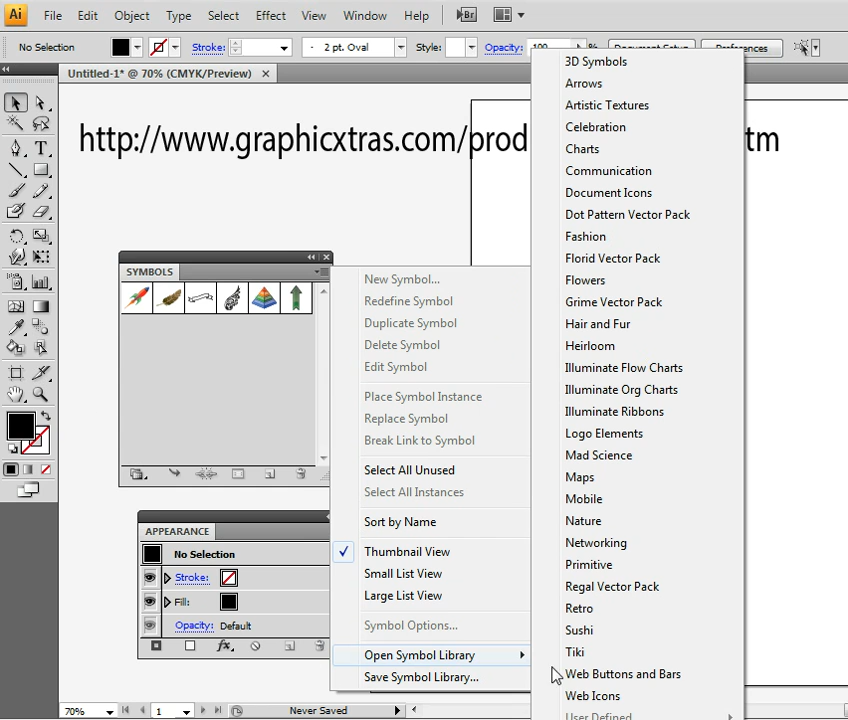 Ai File Edit Object Type Select Effect View Window Help Br
No Selection Stroke: 2 pt. Oval Style: Opacity: 100 % Document Setup Preferences
Untitled-1* @ 70% (CMYK/Preview) ×
http://www.graphicxtras.com/prod tm
SYMBOLS
New Symbol...
Redefine Symbol
Duplicate Symbol
Delete Symbol
Edit Symbol
Place Symbol Instance
Replace Symbol
Break Link to Symbol
Select All Unused
Select All Instances
Sort by Name
Thumbnail View
Small List View
Large List View
Symbol Options...
Open Symbol Library
Save Symbol Library...
3D Symbols
Arrows
Artistic Textures
Celebration
Charts
Communication
Document Icons
Dot Pattern Vector Pack
Fashion
Florid Vector Pack
Flowers
Grime Vector Pack
Hair and Fur
Heirloom
Illuminate Flow Charts
Illuminate Org Charts
Illuminate Ribbons
Logo Elements
Mad Science
Maps
Mobile
Nature
Networking
Primitive
Regal Vector Pack
Retro
Sushi
Tiki
Web Buttons and Bars
Web Icons
User Defined
APPEARANCE
No Selection
Stroke:
Fill:
Opacity: Default
fx
70% 1 Never Saved